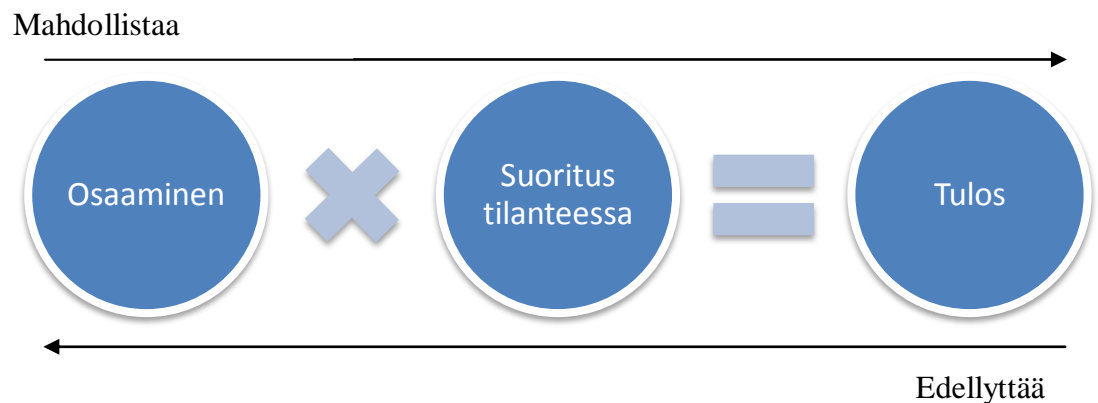 Mahdollistaa
Osaaminen
Suoritus
tilanteessa
Tulos
Edellyttää